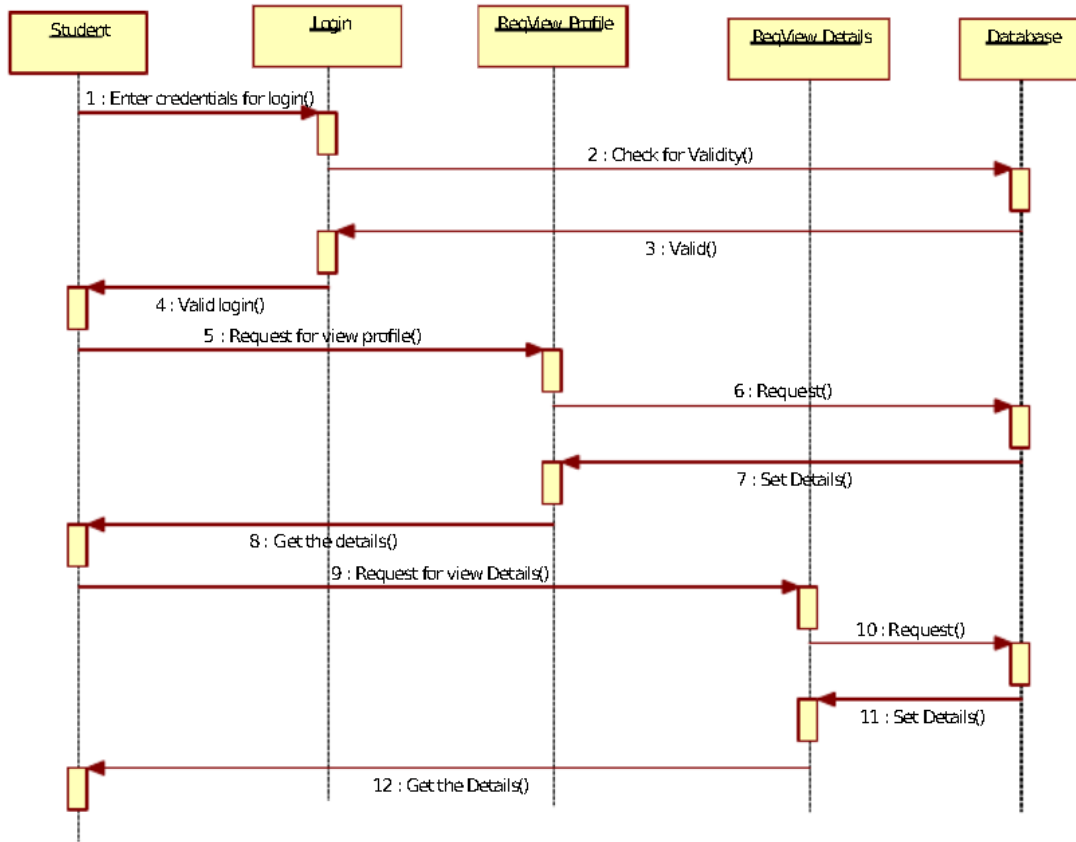 Student
Login
ReqView Profile
ReqView Details
Database
1 : Enter credentials for login()
2 : Check for Validity()
3 : Valid()
4 : Valid login()
5 : Request for view profile()
6 : Request()
7 : Set Details()
8 : Get the details()
9 : Request for view Details()
10 : Request()
11 : Set Details()
12 : Get the Details()